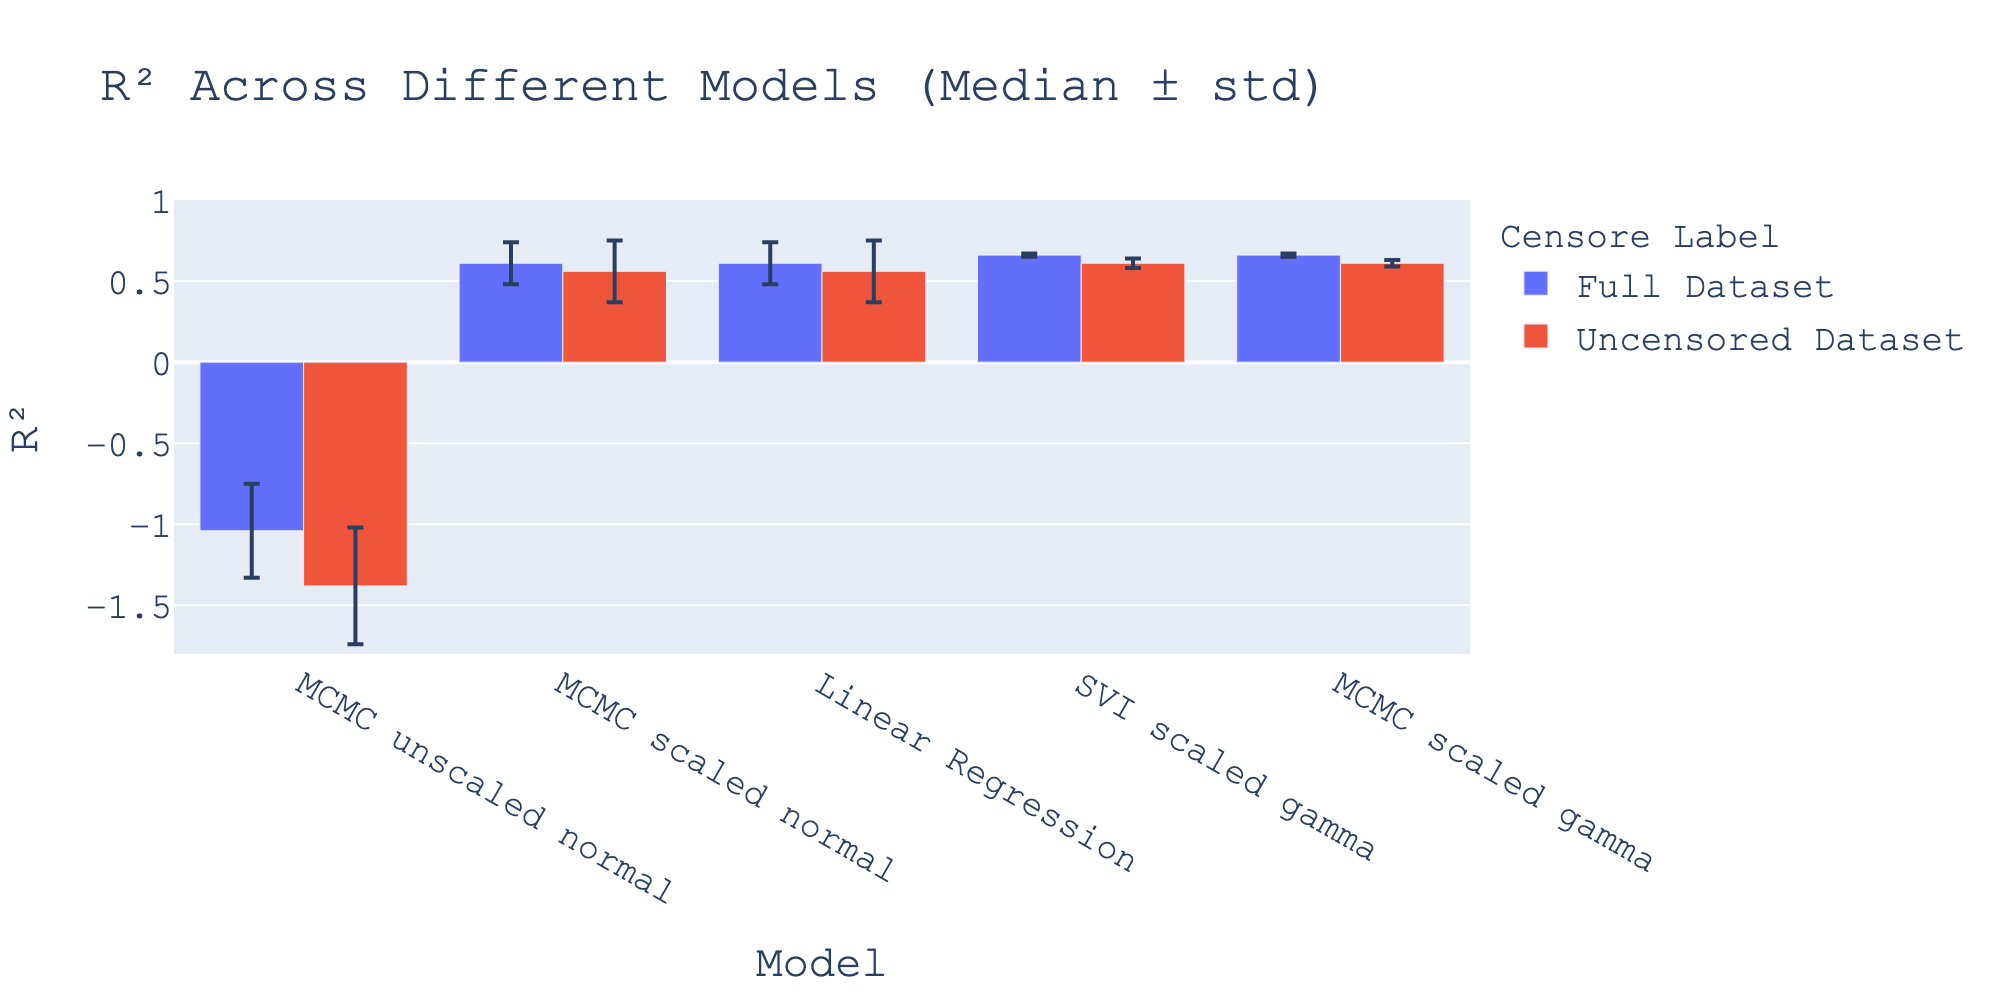 R² Across Different Models (Median ± std)
1
0.5
0
−0.5
−1
−1.5
R²
Censore Label
Full Dataset
Uncensored Dataset
MCMC unscaled normal
MCMC scaled normal
Linear Regression
SVI scaled gamma
MCMC scaled gamma
Model